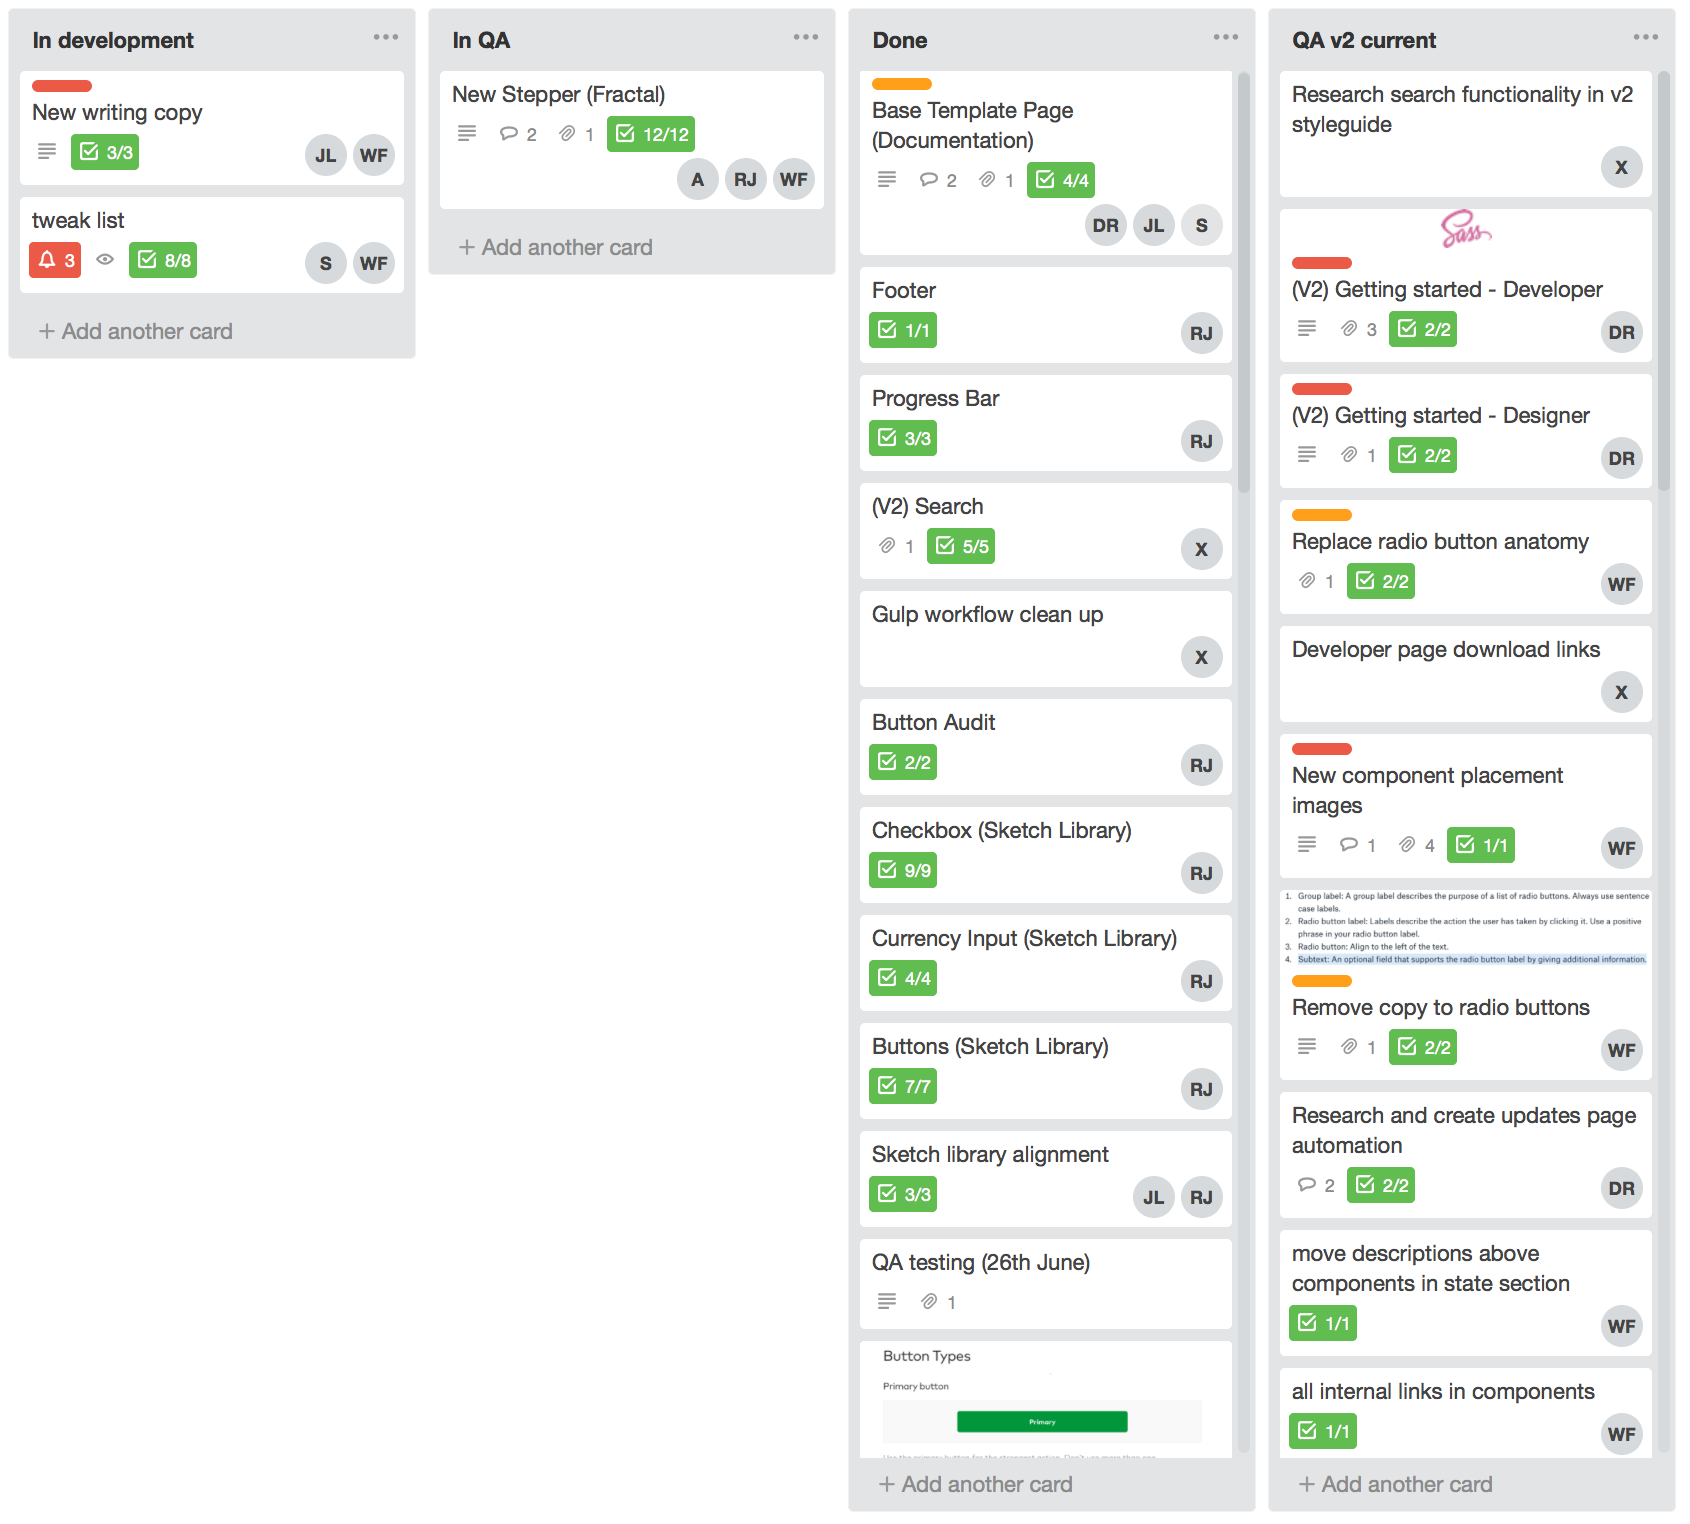 In development
New writing copy
3/3
JL WF
tweak list
3
8/8
S WF
+ Add another card
In QA
New Stepper (Fractal)
2 1 12/12
A RJ WF
+ Add another card
Done
Base Template Page
(Documentation)
2 1 4/4
DR JL S
Footer
1/1
RJ
Progress Bar
3/3
RJ
(V2) Search
1 5/5
X
Gulp workflow clean up
X
Button Audit
2/2
RJ
Checkbox (Sketch Library)
9/9
RJ
Currency Input (Sketch Library)
4/4
RJ
Buttons (Sketch Library)
7/7
RJ
Sketch library alignment
3/3
JL RJ
QA testing (26th June)
1
Button Types
Primary button
Primary
+ Add another card
QA v2 current
Research search functionality in v2
styleguide
X
Sass
(V2) Getting started - Developer
3 2/2
DR
(V2) Getting started - Designer
1 2/2
DR
Replace radio button anatomy
1 2/2
WF
Developer page download links
X
New component placement
images
1 4 1/1
WF
1. Group label: A group label describes the purpose of a list of radio buttons. Always use sentence
case labels.
2. Radio button label: Labels describe the action the user has taken by clicking it. Use a positive
phrase in your radio button label.
3. Radio button: Align to the left of the text.
4. Subtext: An optional field that supports the radio button label by giving additional information.
Remove copy to radio buttons
1 2/2
WF
Research and create updates page
automation
2 2/2
DR
move descriptions above
components in state section
1/1
WF
all internal links in components
1/1
WF
+ Add another card